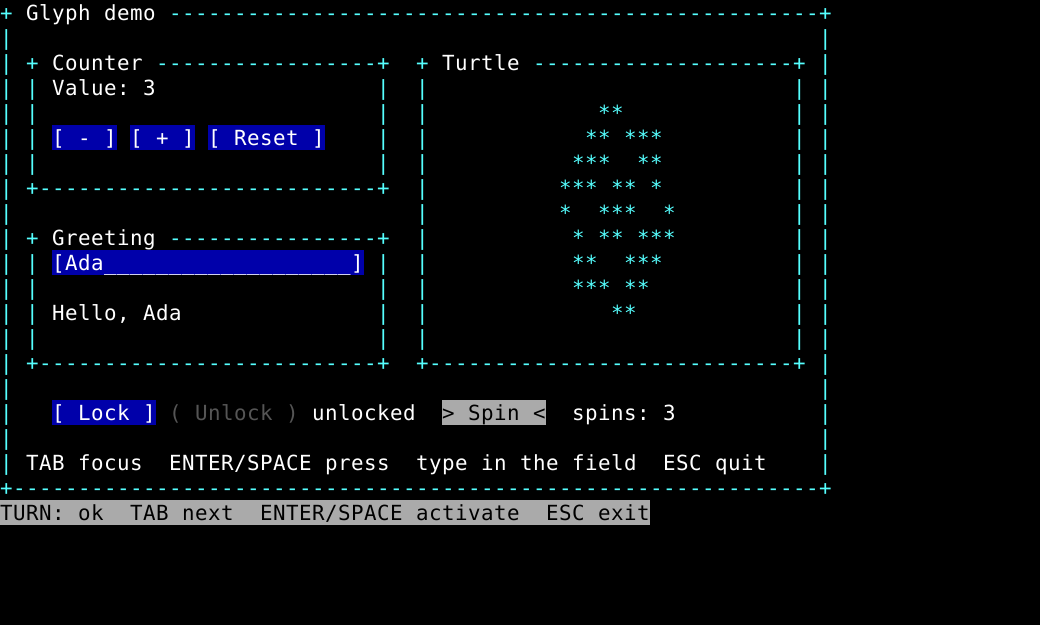 Glyph demo
Counter
Value: 3
[ - ] [ + ] [ Reset ]
Greeting
[Ada___________________]
Hello, Ada
Turtle
**
** ***
***  **
*** ** *
*  ***  *
* ** ***
**  ***
*** **
**
[ Lock ] ( Unlock ) unlocked  > Spin <  spins: 3
TAB focus  ENTER/SPACE press  type in the field  ESC quit
TURN: ok  TAB next  ENTER/SPACE activate  ESC exit